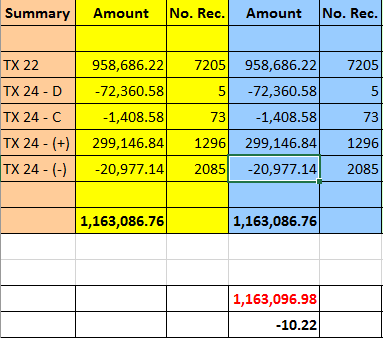 Summary Amount No. Rec. Amount No. Rec.
TX 22 958,686.22 7205 958,686.22 7205
TX 24 - D -72,360.58 5 -72,360.58 5
TX 24 - C -1,408.58 73 -1,408.58 73
TX 24 - (+) 299,146.84 1296 299,146.84 1296
TX 24 - (-) -20,977.14 2085 -20,977.14 2085
1,163,086.76 1,163,086.76
1,163,096.98
-10.22